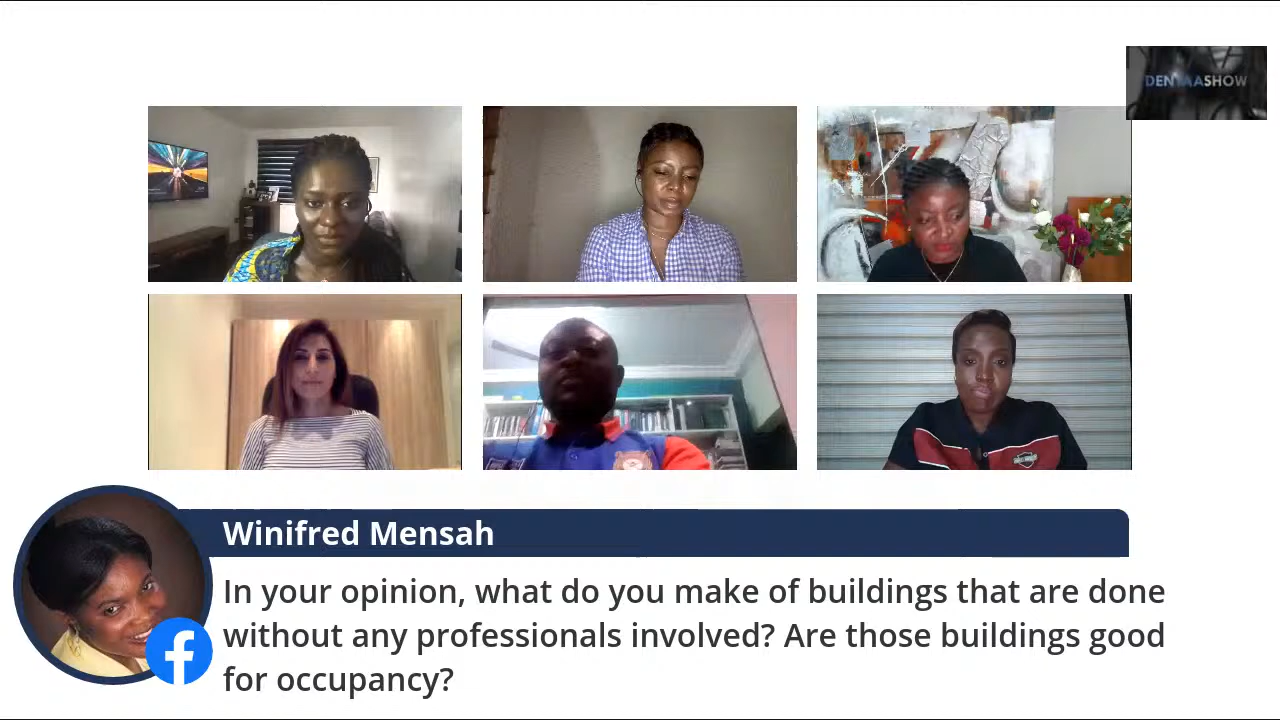 DENYAASHOW
Winifred Mensah
In your opinion, what do you make of buildings that are done
without any professionals involved? Are those buildings good
for occupancy?